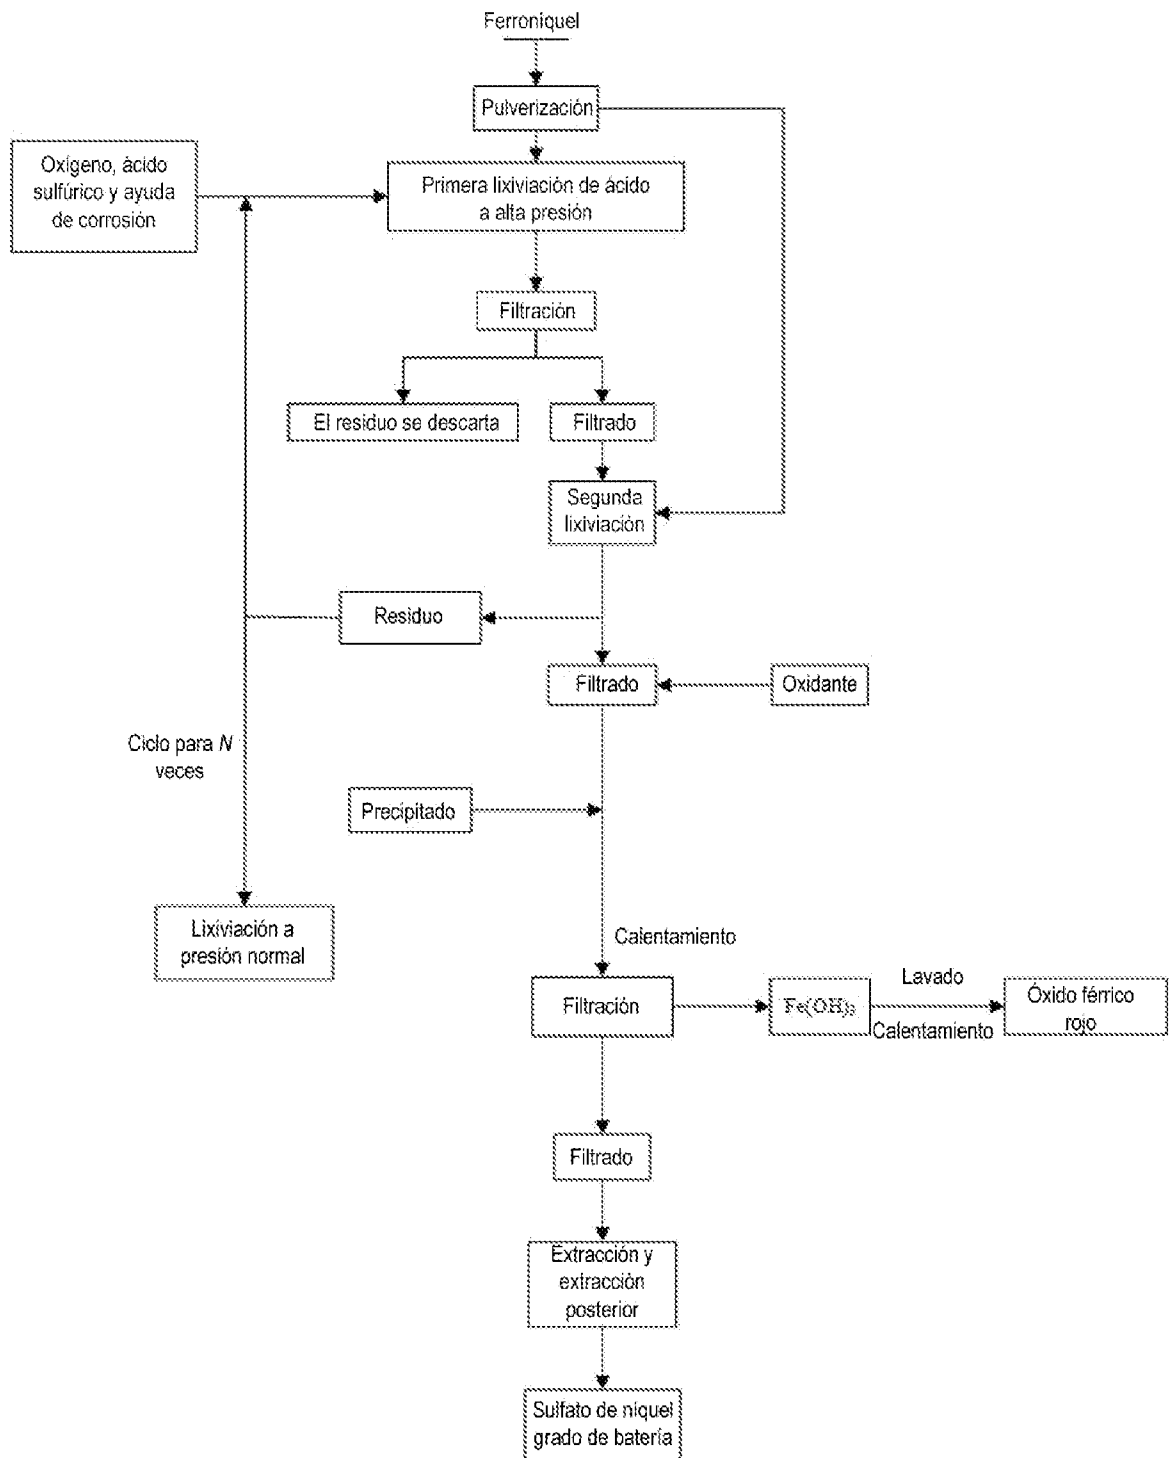 Ferroníquel
Pulverización
Oxígeno, ácido
sulfúrico y ayuda
de corrosión
Primera lixiviación de ácido
a alta presión
Filtración
El residuo se descarta
Filtrado
Segunda
lixiviación
Residuo
Filtrado
Oxidante
Ciclo para N
veces
Precipitado
Lixiviación a
presión normal
Calentamiento
Filtración
Fe(OH)₃
Lavado
Calentamiento
Óxido férrico
rojo
Filtrado
Extracción y
extracción
posterior
Sulfato de níquel
grado de batería